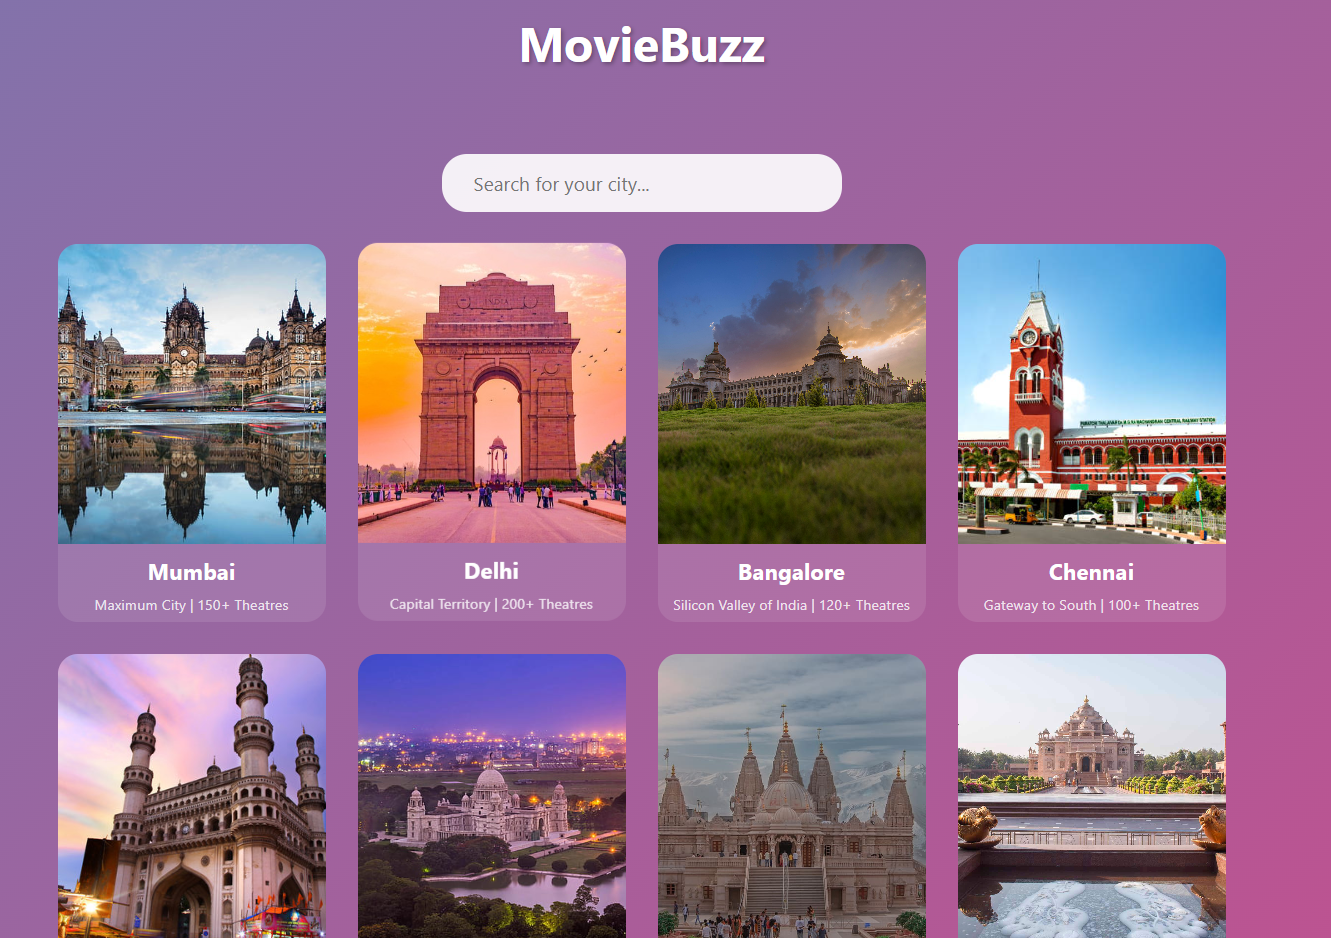 MovieBuzz
Search for your city...
INDIA
Mumbai
Maximum City | 150+ Theatres
Delhi
Capital Territory | 200+ Theatres
Bangalore
Silicon Valley of India | 120+ Theatres
Chennai
Gateway to South | 100+ Theatres